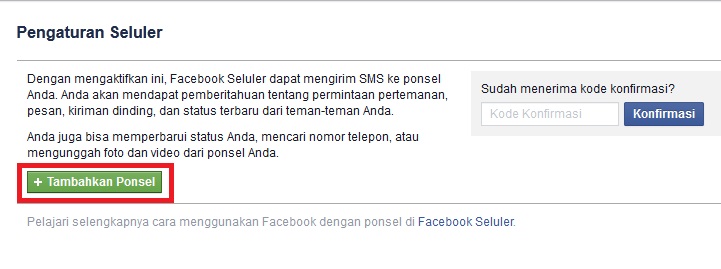 Pengaturan Seluler
Dengan mengaktifkan ini, Facebook Seluler dapat mengirim SMS ke ponsel
Anda. Anda akan mendapat pemberitahuan tentang permintaan pertemanan,
pesan, kiriman dinding, dan status terbaru dari teman-teman Anda.
Anda juga bisa memperbarui status Anda, mencari nomor telepon, atau
mengunggah foto dan video dari ponsel Anda.
+ Tambahkan Ponsel
Sudah menerima kode konfirmasi?
Kode Konfirmasi
Konfirmasi
Pelajari selengkapnya cara menggunakan Facebook dengan ponsel di Facebook Seluler.